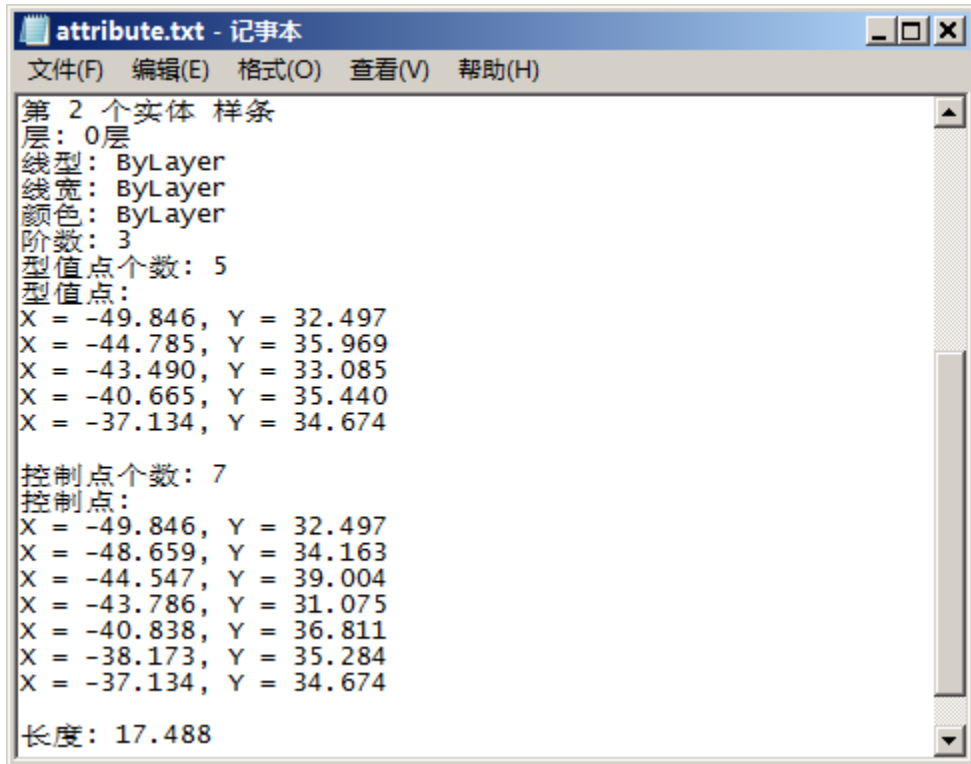 attribute.txt - 记事本
文件(F) 编辑(E) 格式(O) 查看(V) 帮助(H)
第 2 个实体 样条
层: 0层
线型: ByLayer
线宽: ByLayer
颜色: ByLayer
阶数: 3
型值点个数: 5
型值点:
X = -49.846, Y = 32.497
X = -44.785, Y = 35.969
X = -43.490, Y = 33.085
X = -40.665, Y = 35.440
X = -37.134, Y = 34.674
控制点个数: 7
控制点:
X = -49.846, Y = 32.497
X = -48.659, Y = 34.163
X = -44.547, Y = 39.004
X = -43.786, Y = 31.075
X = -40.838, Y = 36.811
X = -38.173, Y = 35.284
X = -37.134, Y = 34.674
长度: 17.488